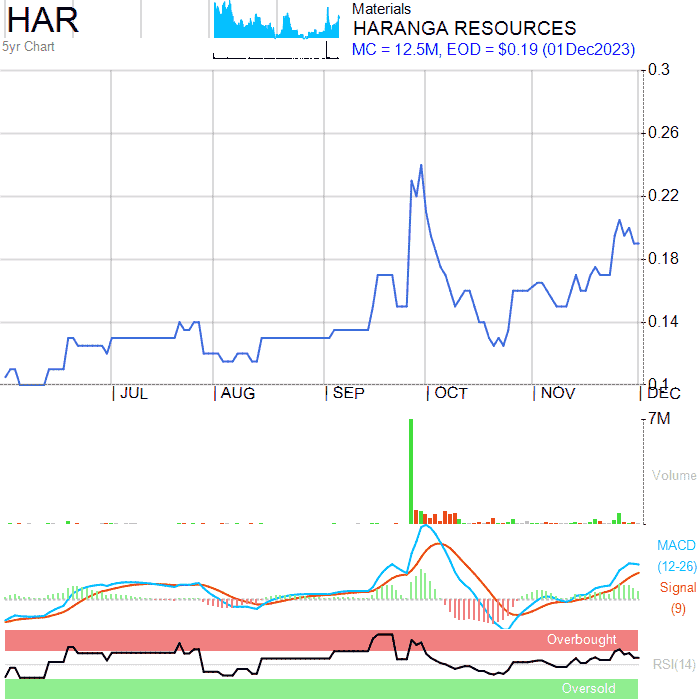 HAR
5yr Chart
Materials
HARANGA RESOURCES
MC = 12.5M, EOD = $0.19 (01Dec2023)
0.3
0.26
0.22
0.18
0.14
0.1
JUL AUG SEP OCT NOV DEC
7M
Volume
MACD
(12-26)
Signal
(9)
Overbought
RSI(14)
Oversold